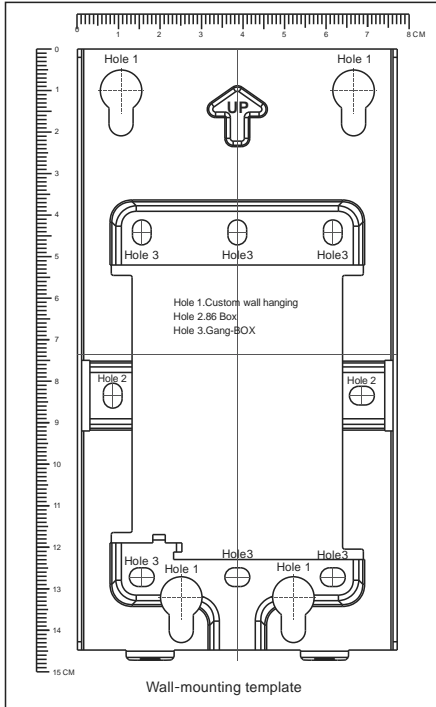 0 1 2 3 4 5 6 7 8 CM
0
1
2
3
4
5
6
7
8
9
10
11
12
13
14
15 CM
Hole 1
Hole 1
UP
Hole 3
Hole3
Hole3
Hole 1.Custom wall hanging
Hole 2.86 Box
Hole 3.Gang-BOX
Hole 2
Hole 2
Hole 3
Hole3
Hole3
Hole 1
Hole 1
Wall-mounting template